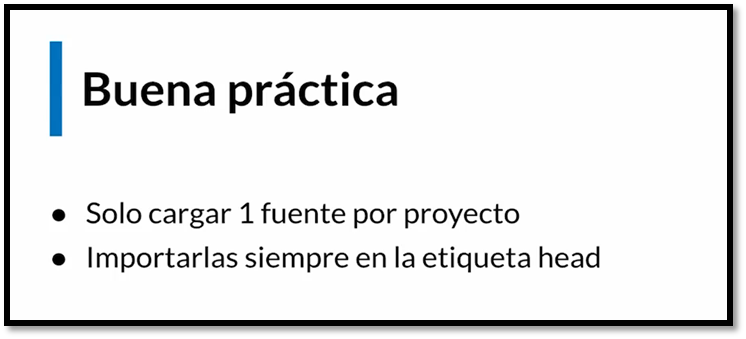 Buena práctica
● Solo cargar 1 fuente por proyecto
● Importarlas siempre en la etiqueta head